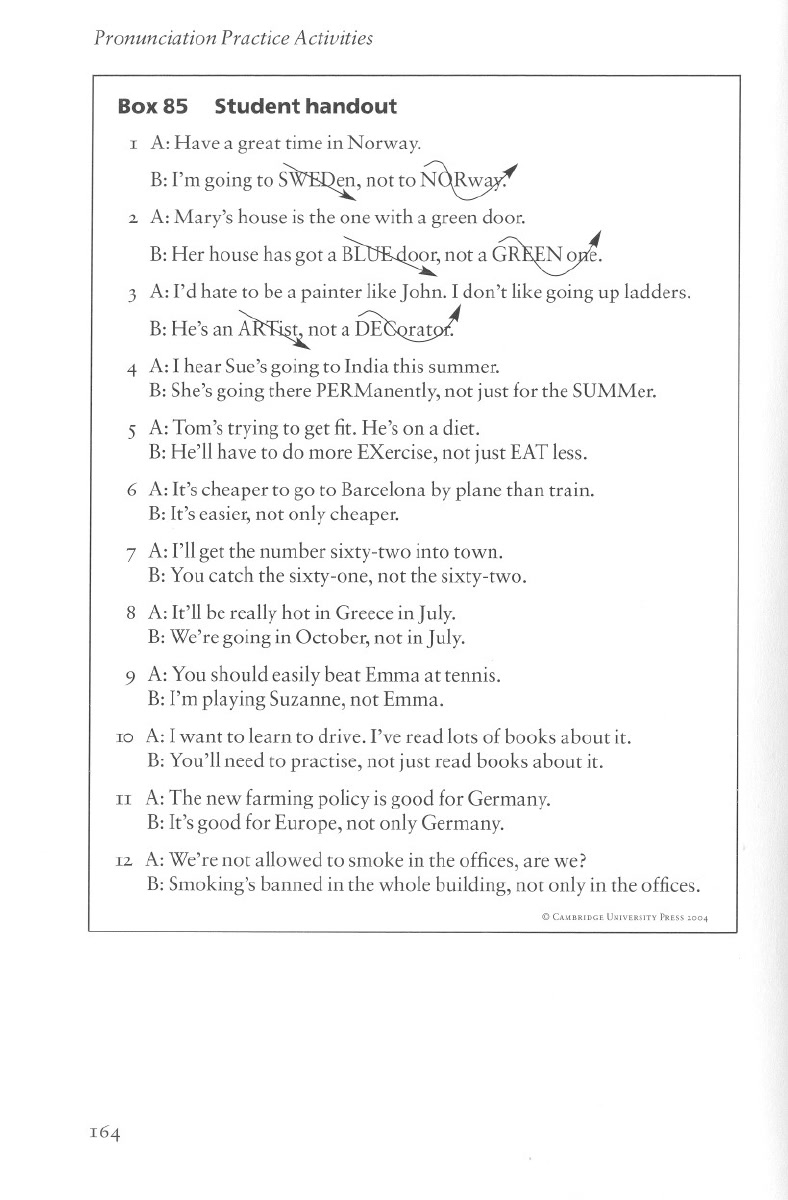 Pronunciation Practice Activities
Box 85 Student handout
1 A: Have a great time in Norway.
B: I'm going to SWEDen, not to NORway.
2 A: Mary's house is the one with a green door.
B: Her house has got a BLUE door, not a GREEN one.
3 A: I'd hate to be a painter like John. I don't like going up ladders.
B: He's an ARTist, not a DECorator.
4 A: I hear Sue's going to India this summer.
B: She's going there PERManently, not just for the SUMMer.
5 A: Tom's trying to get fit. He's on a diet.
B: He'll have to do more EXercise, not just EAT less.
6 A: It's cheaper to go to Barcelona by plane than train.
B: It's easier, not only cheaper.
7 A: I'll get the number sixty-two into town.
B: You catch the sixty-one, not the sixty-two.
8 A: It'll be really hot in Greece in July.
B: We're going in October, not in July.
9 A: You should easily beat Emma at tennis.
B: I'm playing Suzanne, not Emma.
10 A: I want to learn to drive. I've read lots of books about it.
B: You'll need to practise, not just read books about it.
11 A: The new farming policy is good for Germany.
B: It's good for Europe, not only Germany.
12 A: We're not allowed to smoke in the offices, are we?
B: Smoking's banned in the whole building, not only in the offices.
© CAMBRIDGE UNIVERSITY PRESS 2004
164